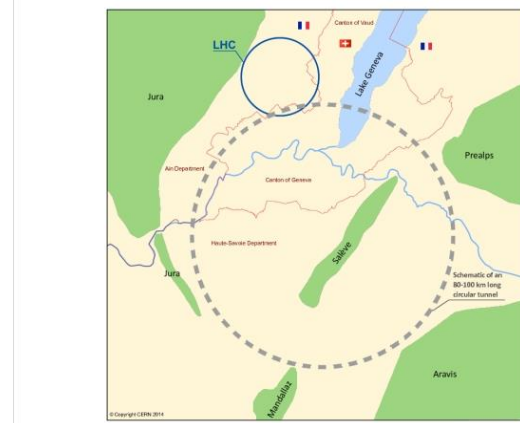 Canton of Vaud
LHC
Lake Geneva
Jura
Prealps
Ain Department
Canton of Geneva
Haute-Savoie Department
Salève
Jura
Schematic of an
80-100 km long
circular tunnel
Aravis
Mandallaz
© Copyright CERN 2014